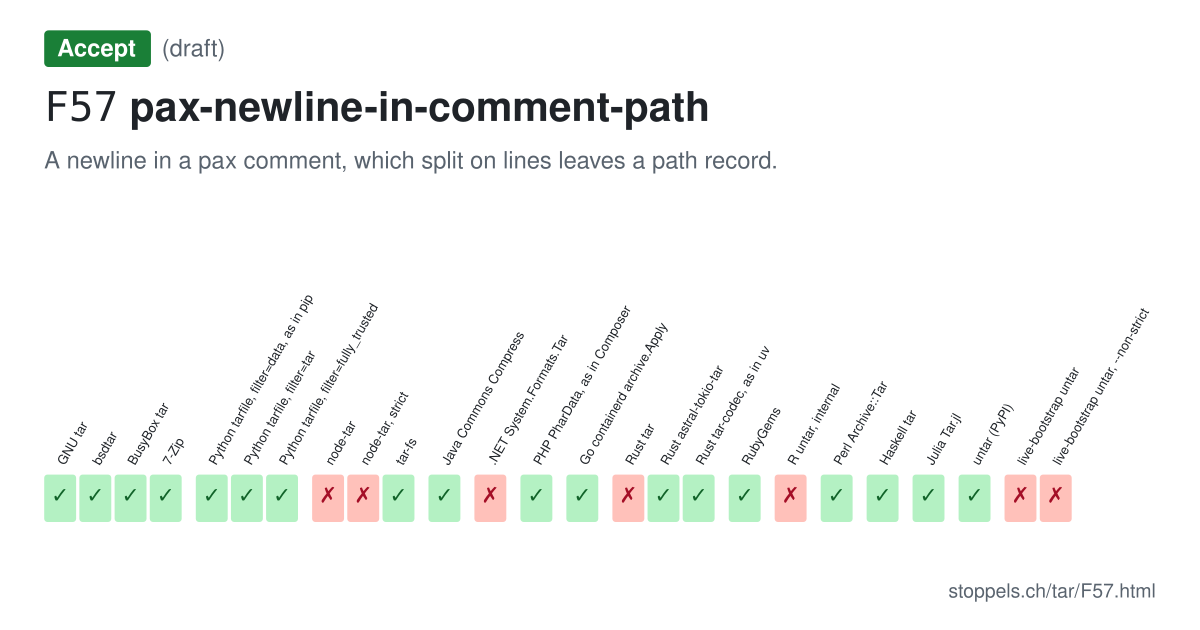 Accept (draft)
F57 pax-newline-in-comment-path
A newline in a pax comment, which split on lines leaves a path record.
GNU tar
bsdtar
BusyBox tar
7-Zip
Python tarfile, filter=data, as in pip
Python tarfile, filter=tar
Python tarfile, filter=fully_trusted
node-tar
node-tar, strict
tar-fs
Java Commons Compress
.NET System.Formats.Tar
PHP PharData, as in Composer
Go containerd archive.Apply
Rust tar
Rust astral-tokio-tar
Rust tar-codec, as in uv
RubyGems
R untar, internal
Perl Archive::Tar
Haskell tar
Julia Tar.jl
untar (PyPI)
live-bootstrap untar
live-bootstrap untar, --non-strict
✓ ✓ ✓ ✓ ✓ ✓ ✓ ✗ ✗ ✓ ✓ ✗ ✓ ✓ ✗ ✓ ✓ ✓ ✗ ✓ ✓ ✓ ✓ ✗ ✗
stoppels.ch/tar/F57.html